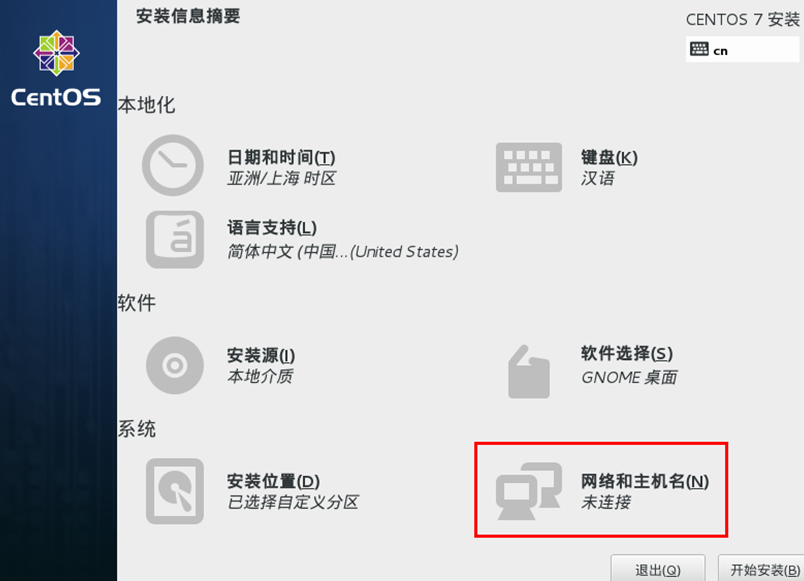 安装信息摘要
CENTOS 7 安装
cn
CentOS
本地化
日期和时间(T)
亚洲/上海 时区
键盘(K)
汉语
语言支持(L)
简体中文 (中国...(United States)
软件
安装源(I)
本地介质
软件选择(S)
GNOME 桌面
系统
安装位置(D)
已选择自定义分区
网络和主机名(N)
未连接
退出(Q)
开始安装(B)